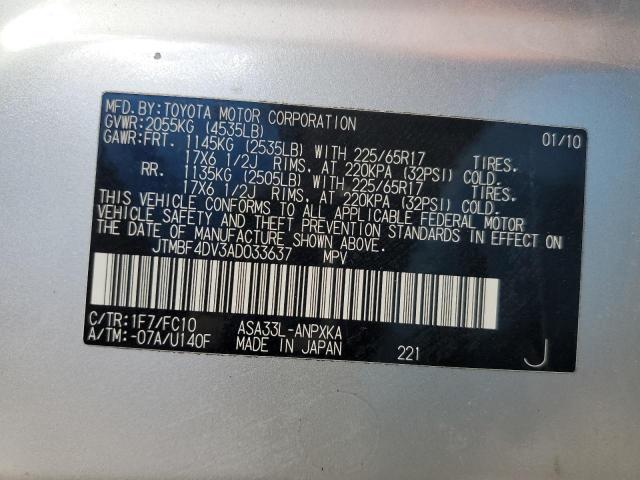 MFD. BY: TOYOTA MOTOR CORPORATION 01/10
GVWR: 2055KG (4535LB)
GAWR: FRT. 1145KG (2535LB) WITH 225/65R17 TIRES.
17X6 1/2J RIMS. AT 220KPA (32PSI) COLD.
RR. 1135KG (2505LB) WITH 225/65R17 TIRES.
17X6 1/2J RIMS. AT 220KPA (32PSI) COLD.
THIS VEHICLE CONFORMS TO ALL APPLICABLE FEDERAL MOTOR
VEHICLE SAFETY AND THEFT PREVENTION STANDARDS IN EFFECT ON
THE DATE OF MANUFACTURE SHOWN ABOVE.
JTMBF4DV3AD033637 MPV
C/TR: 1F7/FC10 ASA33L-ANPXKA
A/TM: -07A/U140F MADE IN JAPAN 221 J